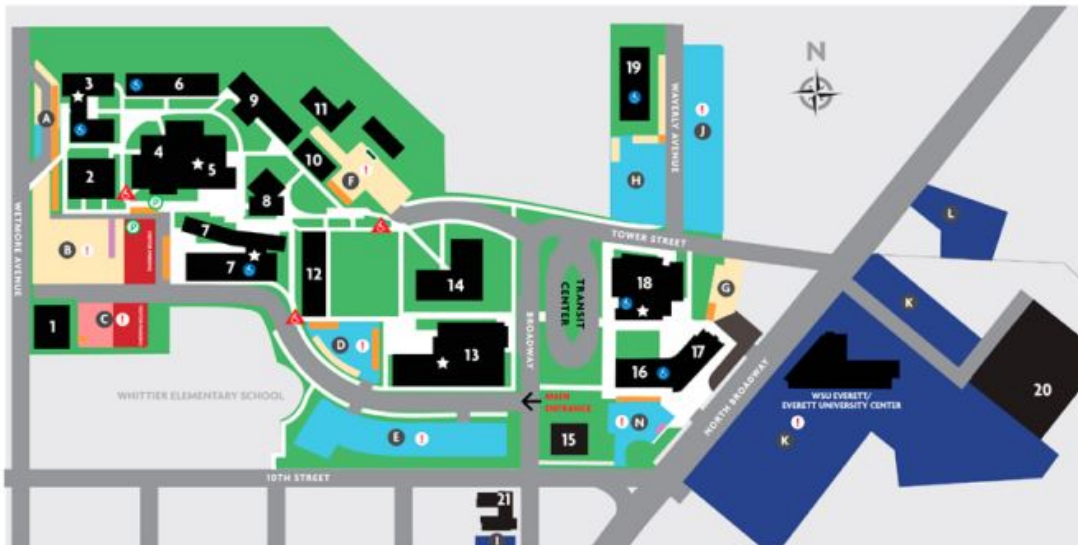 N
3
6
19
A
9
11
WAVERLY AVENUE
J
4
5
10
2
F
H
8
L
WETMORE AVENUE
7
B
TOWER STREET
7
12
14
18
G
K
TRANSIT
CENTER
1
C
D
13
BROADWAY
17
16
WHITTIER ELEMENTARY SCHOOL
MAIN
ENTRANCE
NORTH BROADWAY
WSU EVERETT/
EVERETT UNIVERSITY CENTER
20
E
15
N
K
10TH STREET
21